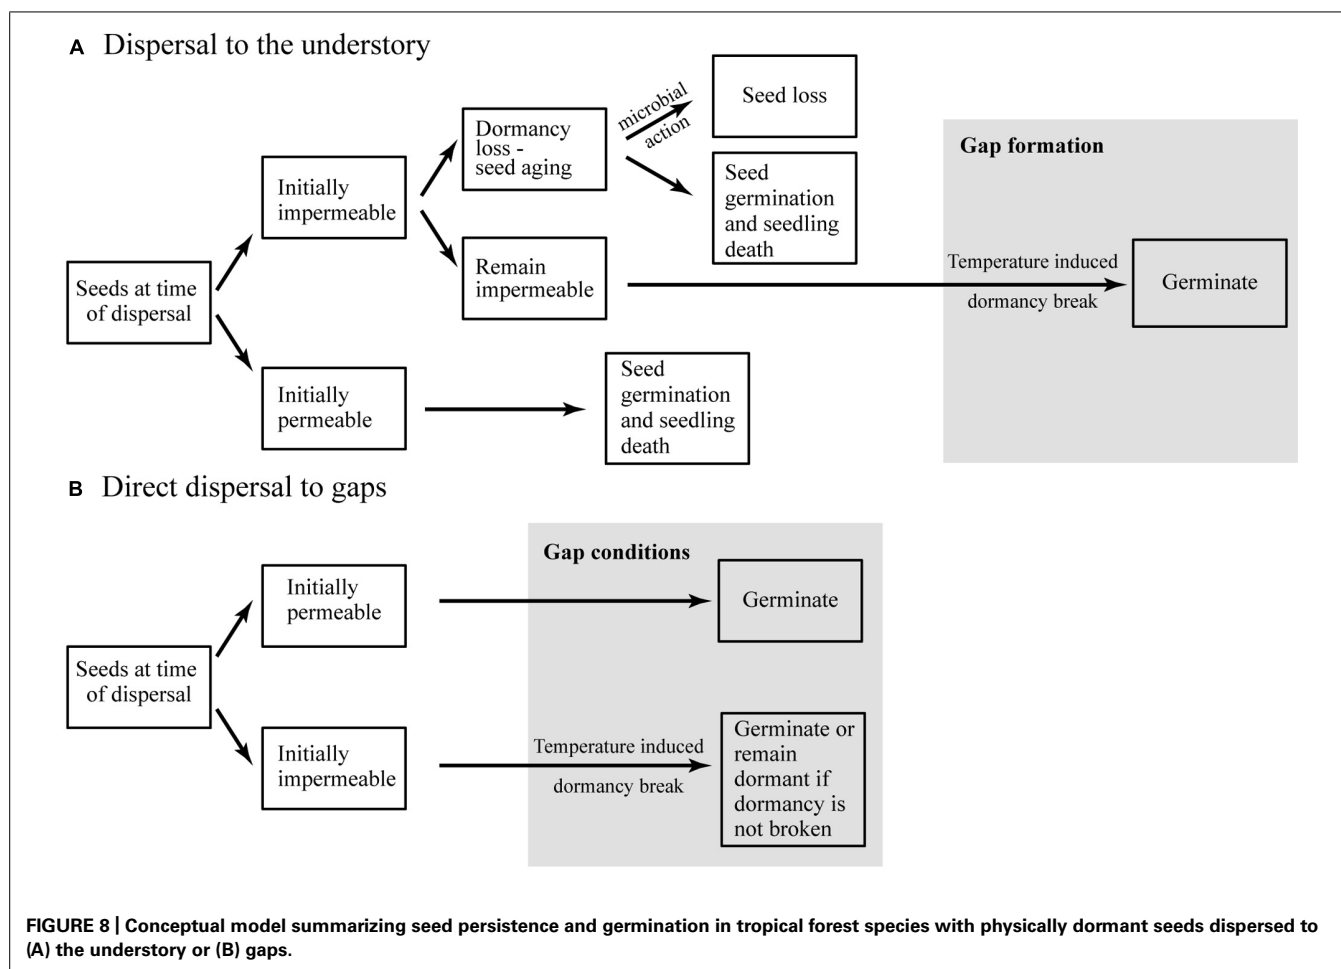 A Dispersal to the understory
Seeds at time
of dispersal
Initially
impermeable
Initially
permeable
Dormancy
loss -
seed aging
Remain
impermeable
microbial
action
Seed loss
Seed
germination
and seedling
death
Seed
germination
and seedling
death
Gap formation
Temperature induced
dormancy break
Germinate
B Direct dispersal to gaps
Seeds at time
of dispersal
Initially
permeable
Initially
impermeable
Gap conditions
Germinate
Temperature induced
dormancy break
Germinate or
remain
dormant if
dormancy is
not broken
FIGURE 8 | Conceptual model summarizing seed persistence and germination in tropical forest species with physically dormant seeds dispersed to
(A) the understory or (B) gaps.